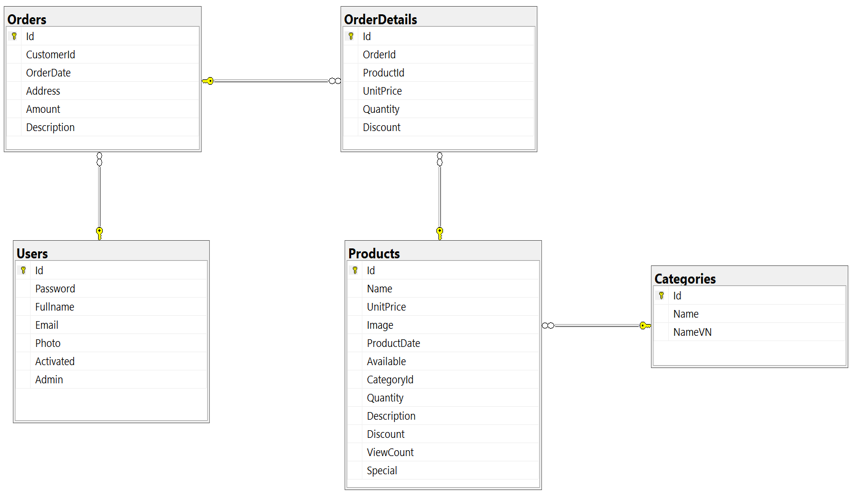 Orders
Id
CustomerId
OrderDate
Address
Amount
Description
OrderDetails
Id
OrderId
ProductId
UnitPrice
Quantity
Discount
Users
Id
Password
Fullname
Email
Photo
Activated
Admin
Products
Id
Name
UnitPrice
Image
ProductDate
Available
CategoryId
Quantity
Description
Discount
ViewCount
Special
Categories
Id
Name
NameVN